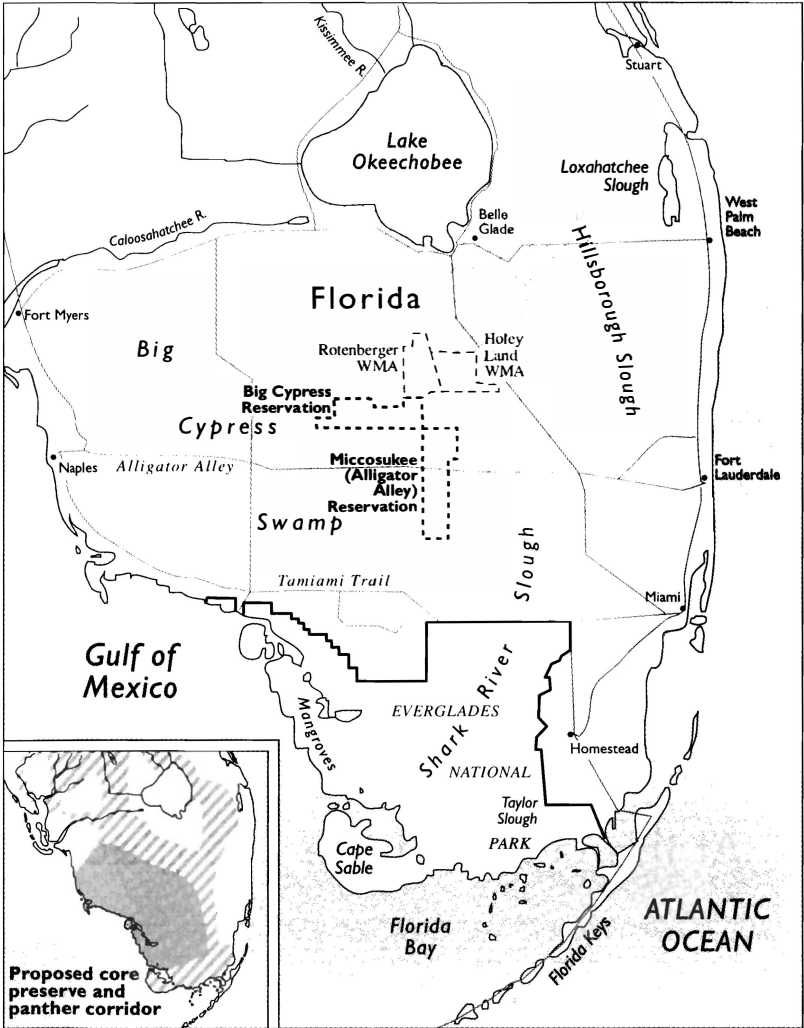 Kissimmee R.
Stuart
Lake
Okeechobee
Loxahatchee
Slough
West
Palm
Beach
Belle
Glade
Caloosahatchee R.
Hillsborough Slough
Florida
Fort Myers
Big
Rotenberger
WMA
Holey
Land
WMA
Big Cypress
Reservation
Cypress
Naples
Alligator Alley
Miccosukee
(Alligator
Alley)
Reservation
Fort
Lauderdale
Swamp
Slough
Tamiami Trail
Miami
Gulf of
Mexico
Mangroves
EVERGLADES
Shark River
Homestead
NATIONAL
Taylor
Slough
PARK
Cape
Sable
Florida
Bay
Florida Keys
ATLANTIC
OCEAN
Proposed core
preserve and
panther corridor